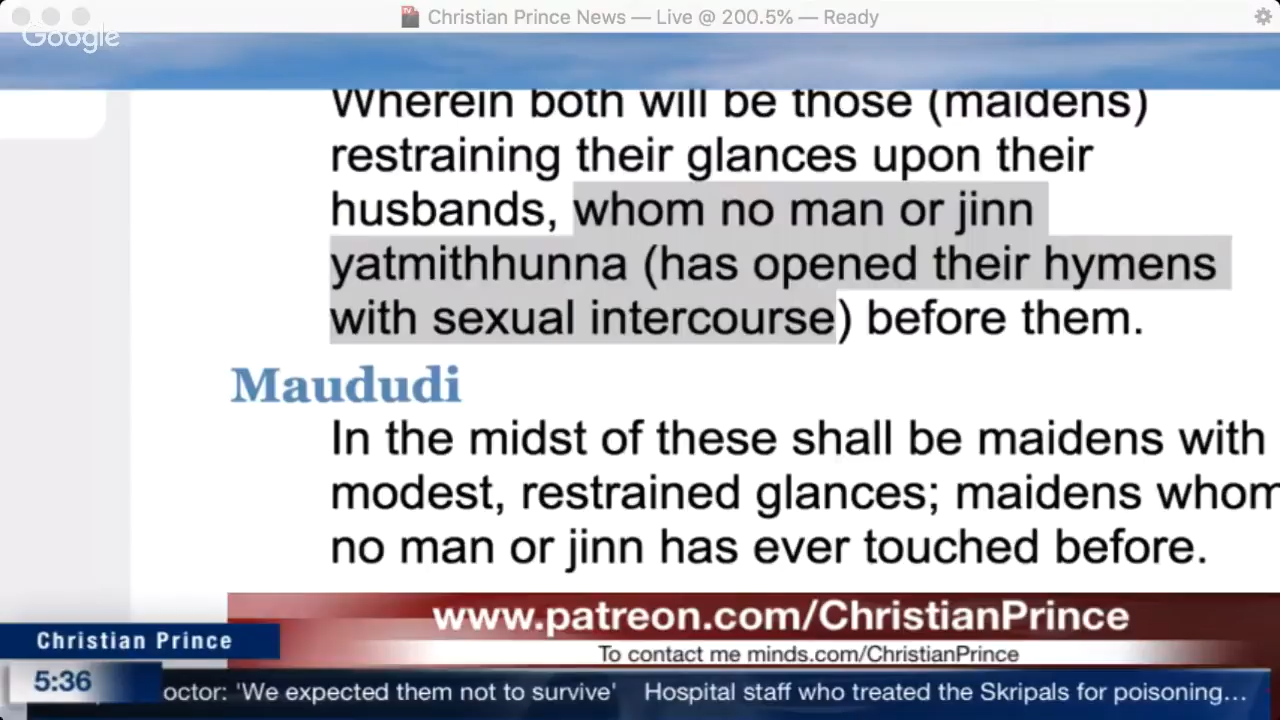 Christian Prince News — Live @ 200.5% — Ready
Google
Wherein both will be those (maidens)
restraining their glances upon their
husbands, whom no man or jinn
yatmithhunna (has opened their hymens
with sexual intercourse) before them.
Maududi
In the midst of these shall be maidens with
modest, restrained glances; maidens whom
no man or jinn has ever touched before.
www.patreon.com/ChristianPrince
To contact me minds.com/ChristianPrince
Christian Prince
5:36
octor: 'We expected them not to survive' Hospital staff who treated the Skripals for poisoning...